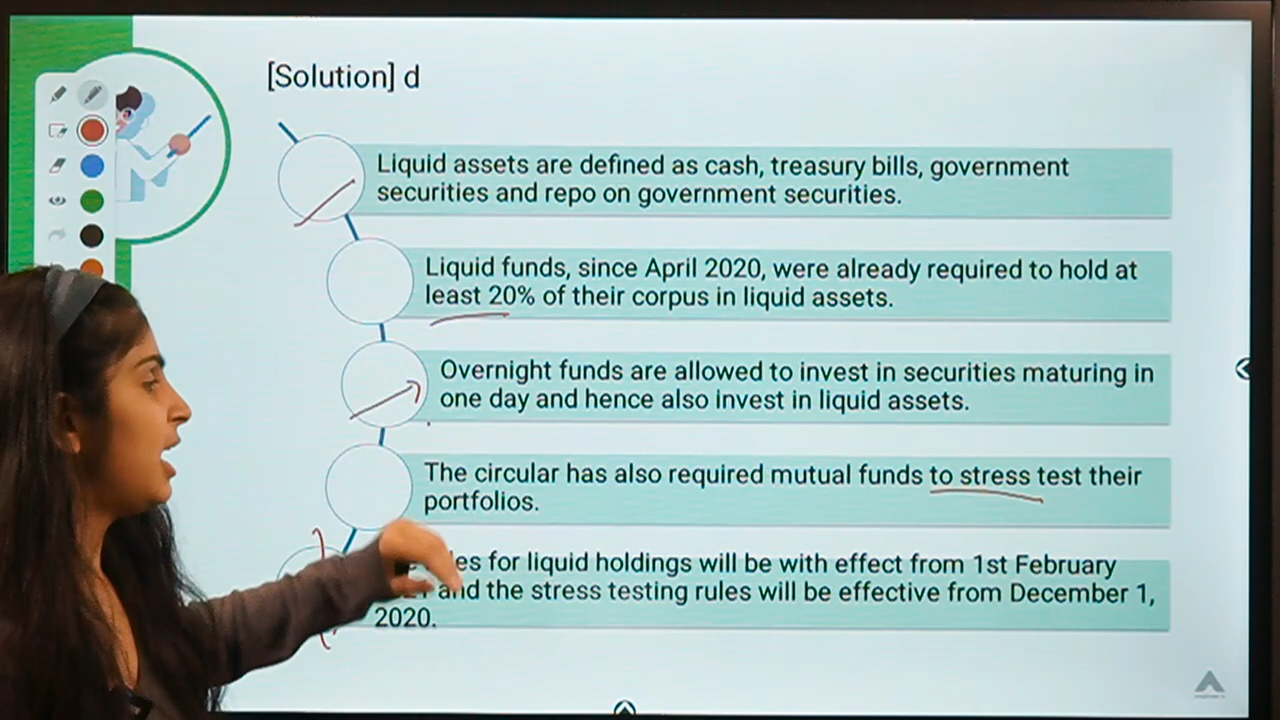 [Solution] d
Liquid assets are defined as cash, treasury bills, government
securities and repo on government securities.
Liquid funds, since April 2020, were already required to hold at
least 20% of their corpus in liquid assets.
Overnight funds are allowed to invest in securities maturing in
one day and hence also invest in liquid assets.
The circular has also required mutual funds to stress test their
portfolios.
for liquid holdings will be with effect from 1st February
and the stress testing rules will be effective from December 1,
2020.